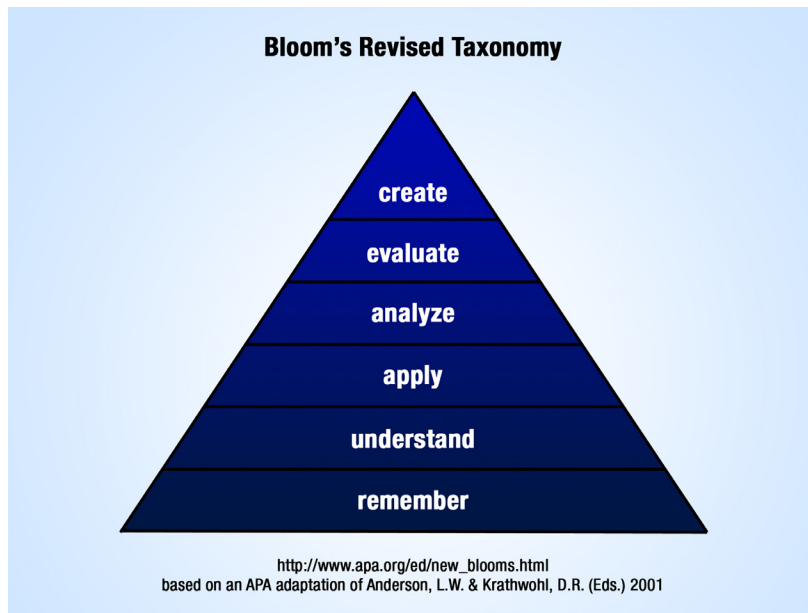 Bloom's Revised Taxonomy
create
evaluate
analyze
apply
understand
remember
http://www.apa.org/ed/new_blooms.html
based on an APA adaptation of Anderson, L.W. & Krathwohl, D.R. (Eds.) 2001